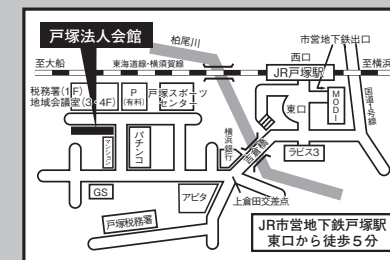 戸塚法人会館
柏尾川
市営地下鉄出口
西口
至大船
東海道線・横須賀線
JR戸塚駅
至横浜
税務署(1F)
地域会議室(3・4F)
P
(有料)
戸塚スポーツ
センター
東口
MODI
国道1号線
マンション
パチンコ
横浜銀行
吉倉橋
ラピス3
GS
アピタ
上倉田交差点
戸塚税務署
JR市営地下鉄戸塚駅
東口から徒歩5分